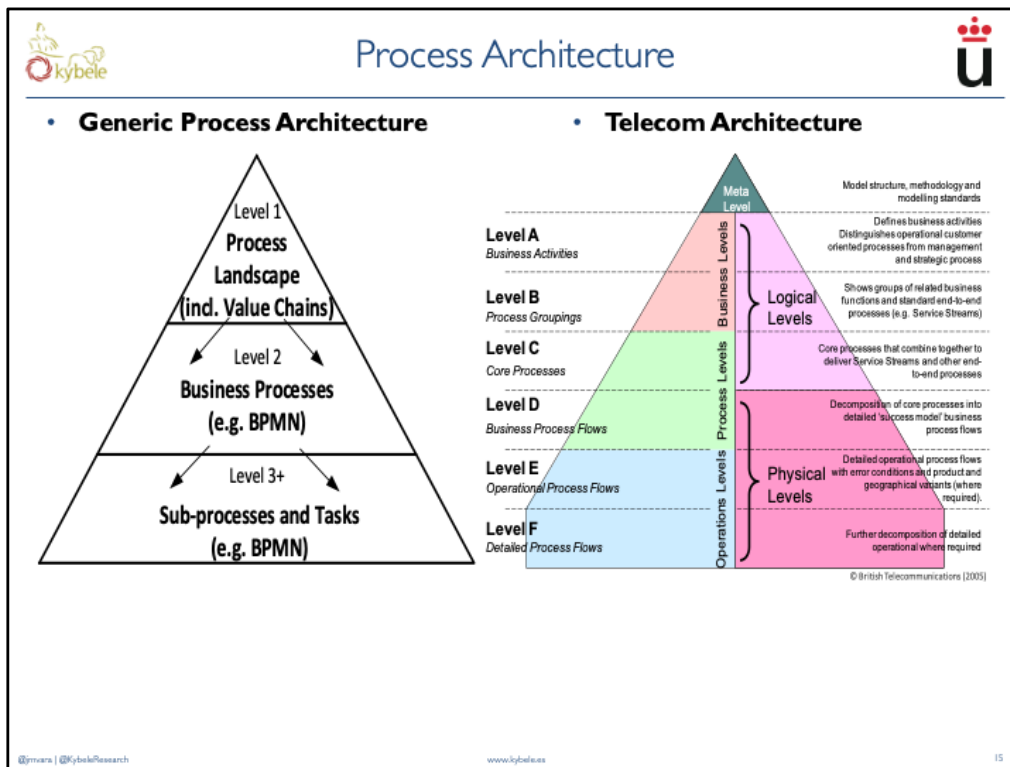 kybele
Process Architecture
u
• Generic Process Architecture
Level 1
Process
Landscape
(incl. Value Chains)
Level 2
Business Processes
(e.g. BPMN)
Level 3+
Sub-processes and Tasks
(e.g. BPMN)
• Telecom Architecture
Meta
Level
Model structure, methodology and
modelling standards
Level A
Business Activities
Defines business activities
Distinguishes operational customer
oriented processes from management
and strategic process
Level B
Process Groupings
Shows groups of related business
functions and standard end-to-end
processes (e.g. Service Streams)
Level C
Core Processes
Core processes that combine together to
deliver Service Streams and other end-
to-end processes
Level D
Business Process Flows
Decomposition of core processes into
detailed 'success model' business
process flows
Level E
Operational Process Flows
Detailed operational process flows
with error conditions and product and
geographical variants (where
required).
Level F
Detailed Process Flows
Further decomposition of detailed
operational where required
Business Levels
Process Levels
Operations Levels
Logical
Levels
Physical
Levels
© British Telecommunications (2005)
@jmvara | @KybeleResearch
www.kybele.es
15